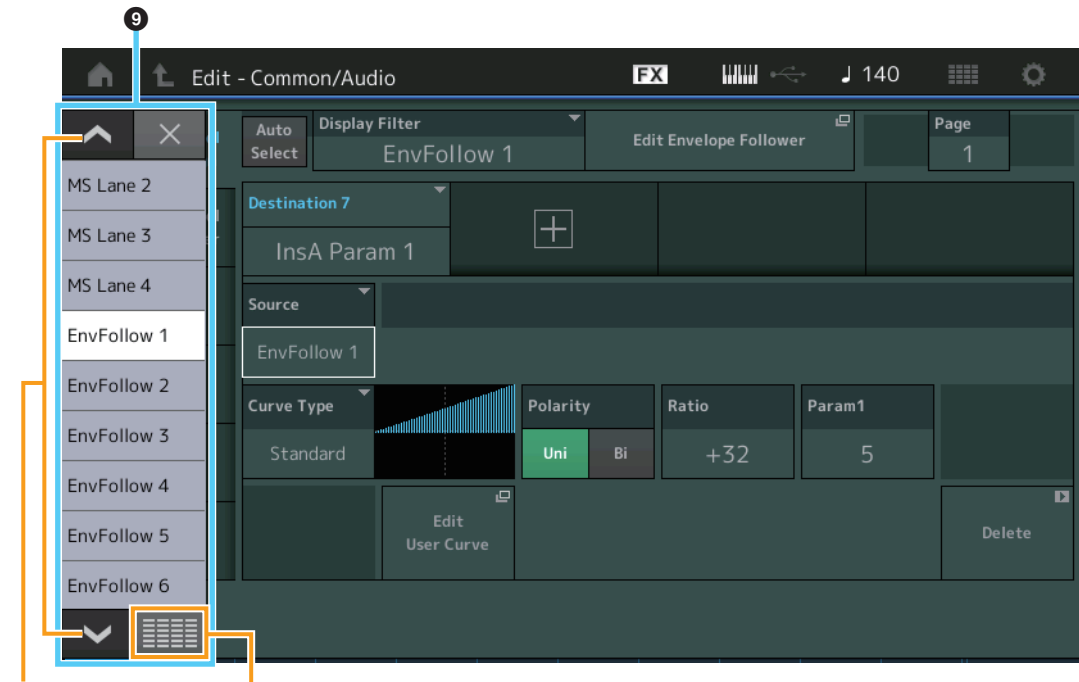 9
Edit - Common/Audio
FX
140
Auto
Select
Display Filter
EnvFollow 1
Edit Envelope Follower
Page
1
MS Lane 2
MS Lane 3
MS Lane 4
EnvFollow 1
EnvFollow 2
EnvFollow 3
EnvFollow 4
EnvFollow 5
EnvFollow 6
Destination 7
InsA Param 1
Source
EnvFollow 1
Curve Type
Standard
Polarity
Uni
Bi
Ratio
+32
Param1
5
Edit
User Curve
Delete